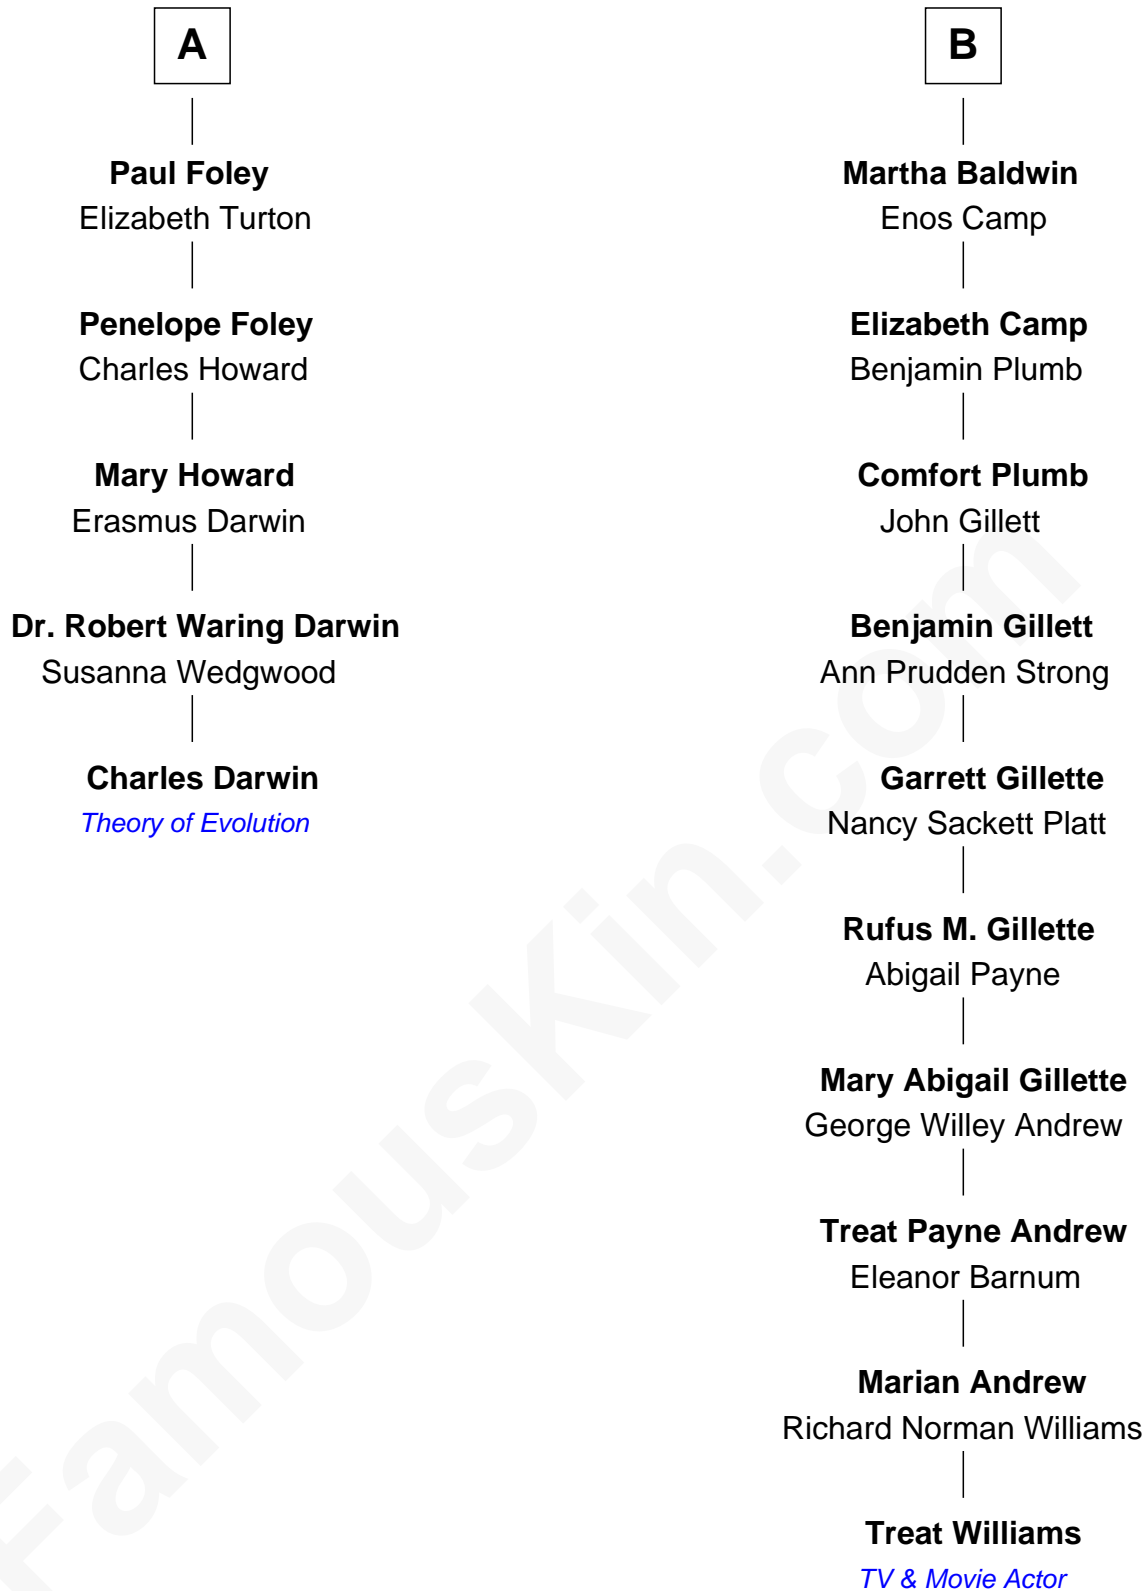 A
Paul Foley
Elizabeth Turton
Penelope Foley
Charles Howard
Mary Howard
Erasmus Darwin
Dr. Robert Waring Darwin
Susanna Wedgwood
Charles Darwin
Theory of Evolution
B
Martha Baldwin
Enos Camp
Elizabeth Camp
Benjamin Plumb
Comfort Plumb
John Gillett
Benjamin Gillett
Ann Prudden Strong
Garrett Gillette
Nancy Sackett Platt
Rufus M. Gillette
Abigail Payne
Mary Abigail Gillette
George Willey Andrew
Treat Payne Andrew
Eleanor Barnum
Marian Andrew
Richard Norman Williams
Treat Williams
TV & Movie Actor
FamousKin.com